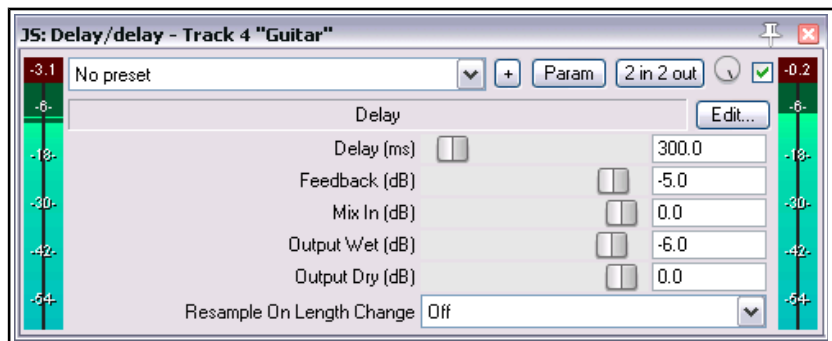 JS: Delay/delay - Track 4 "Guitar"
-3.1 No preset + Param 2 in 2 out -0.2
-6- Delay Edit... -6-
Delay (ms) 300.0
-18- -18-
Feedback (dB) -5.0
-30- Mix In (dB) 0.0 -30-
Output Wet (dB) -6.0
-42- -42-
Output Dry (dB) 0.0
-54- -54-
Resample On Length Change Off